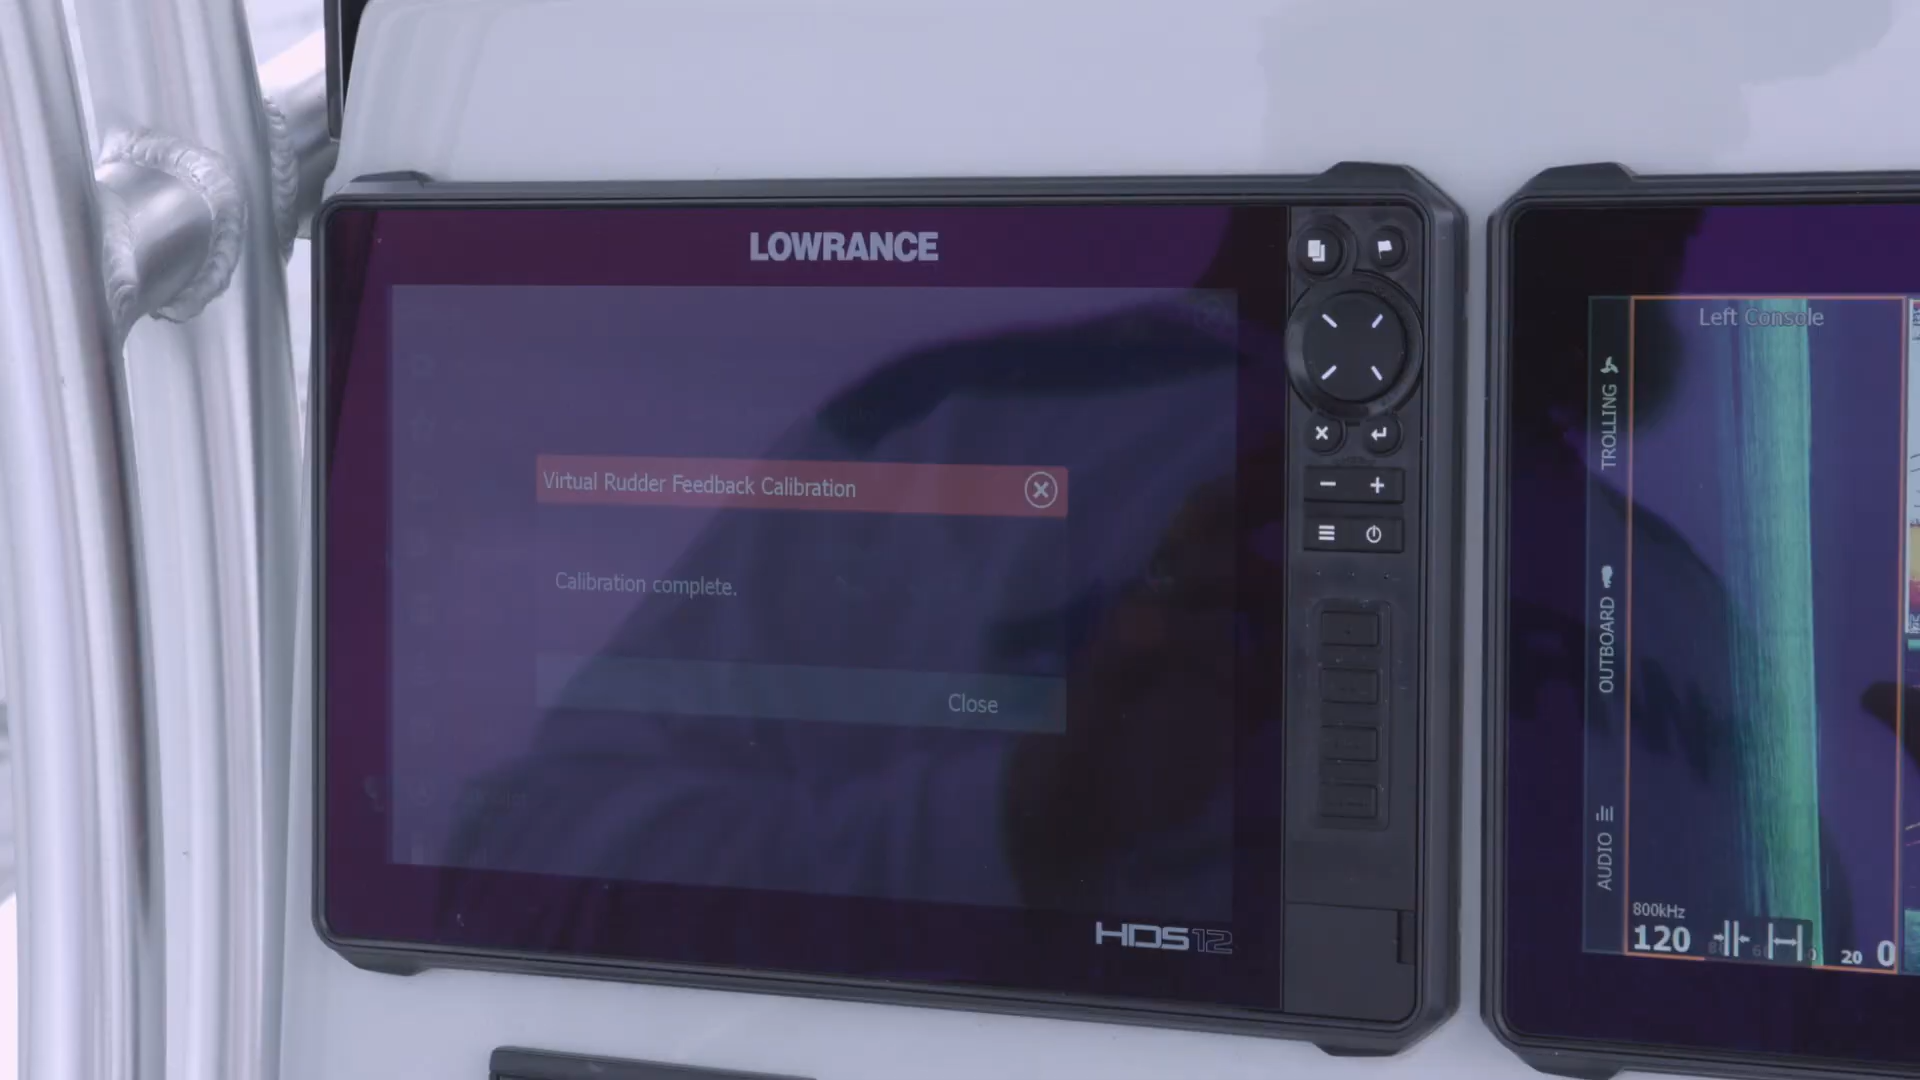 LOWRANCE
Virtual Rudder Feedback Calibration
Calibration complete.
Close
HDS12
Left Console
TROLLING
OUTBOARD
AUDIO
800kHz
120
20
0